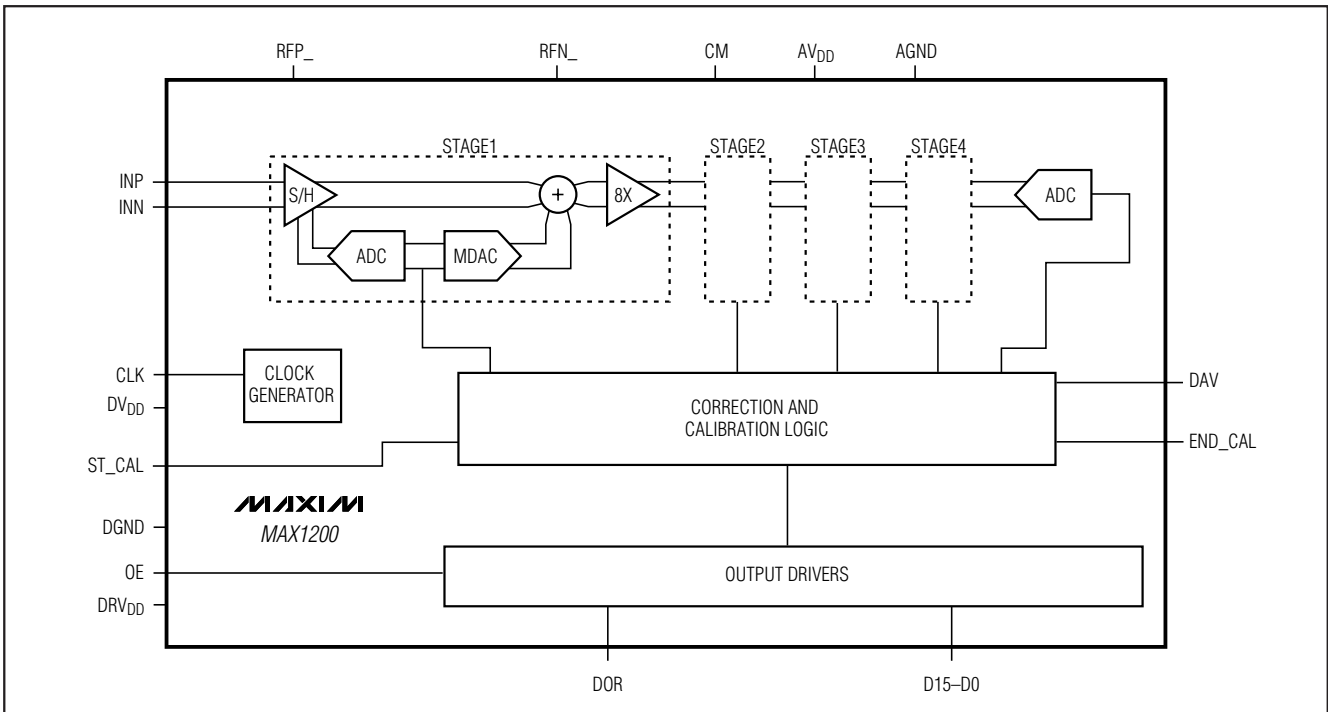 RFP_ RFN_ CM AVDD AGND
STAGE1 STAGE2 STAGE3 STAGE4
INP
INN
S/H + 8X ADC
ADC MDAC
CLK
CLOCK
GENERATOR
DVDD
CORRECTION AND
CALIBRATION LOGIC
DAV
END_CAL
ST_CAL
MAXIM
MAX1200
DGND
OE
OUTPUT DRIVERS
DRVDD
DOR D15–D0